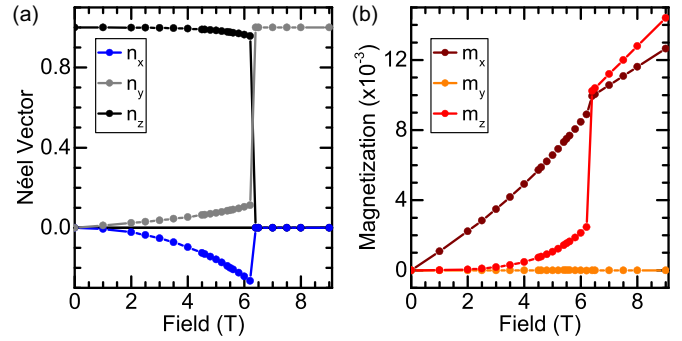 (a)
Néel Vector
0.8
0.4
0.0
n_x
n_y
n_z
0 2 4 6 8
Field (T)
(b)
Magnetization (x10⁻³)
12
8
4
0
m_x
m_y
m_z
0 2 4 6 8
Field (T)